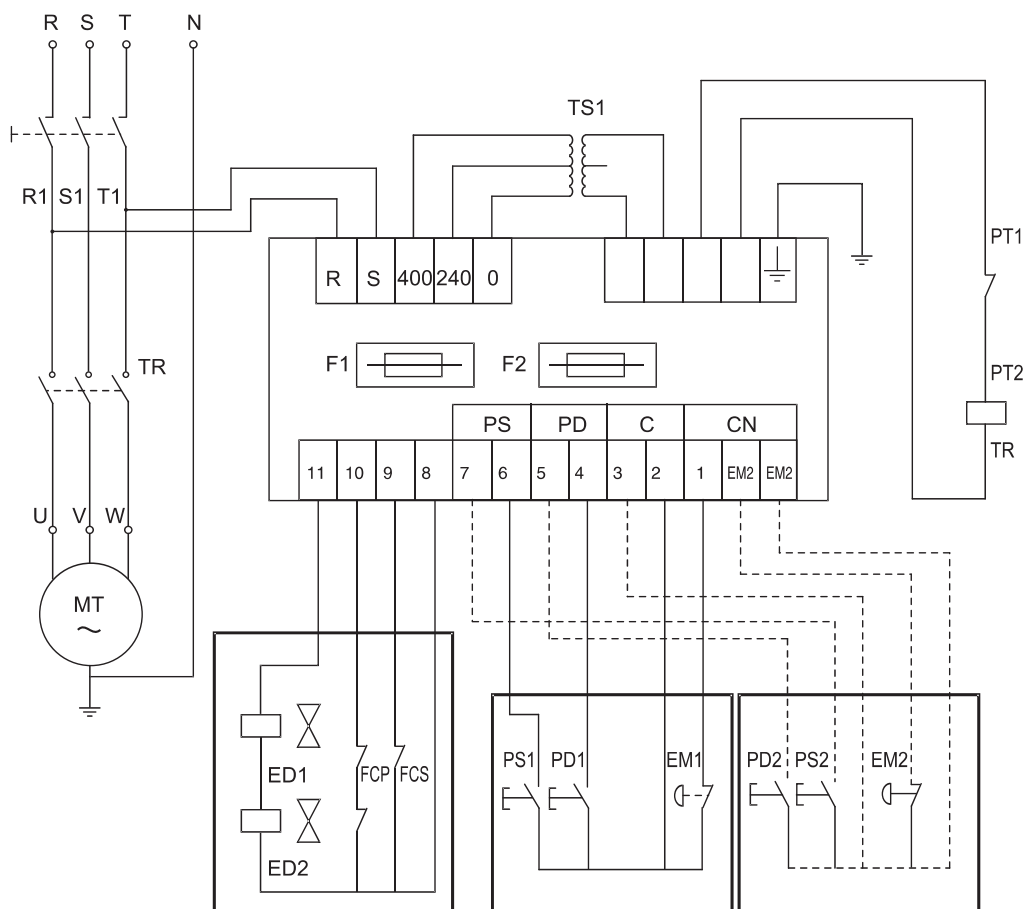 R S T N
TS1
R1 S1 T1
PT1
R S 400 240 0
F1 F2
TR
PT2
PS PD C CN
TR
11 10 9 8 7 6 5 4 3 2 1 EM2 EM2
U V W
MT
PS1 PD1 EM1 PD2 PS2 EM2
ED1 FCP FCS
ED2